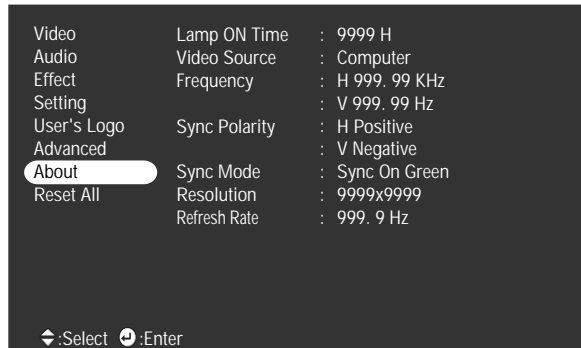 Video
Audio
Effect
Setting
User's Logo
Advanced
About
Reset All
Lamp ON Time : 9999 H
Video Source : Computer
Frequency : H 999. 99 KHz
: V 999. 99 Hz
Sync Polarity : H Positive
: V Negative
Sync Mode : Sync On Green
Resolution : 9999x9999
Refresh Rate : 999. 9 Hz
:Select :Enter